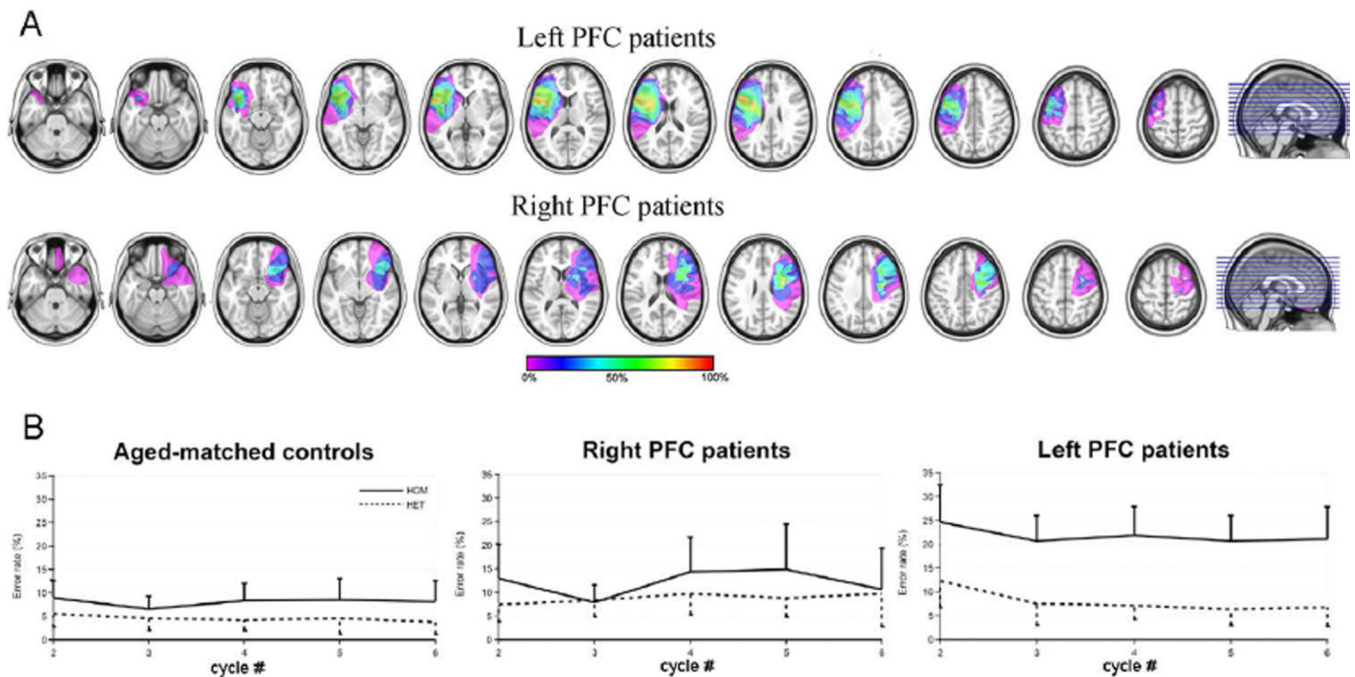 A
Left PFC patients
Right PFC patients
0% 50% 100%
B
Aged-matched controls
Right PFC patients
Left PFC patients
HOM
HET
Error rate (%)
35
30
25
20
15
10
5
0
2 3 4 5 6
cycle #
Error rate (%)
35
30
25
20
15
10
5
0
2 3 4 5 6
cycle #
Error rate (%)
35
30
25
20
15
10
5
0
2 3 4 5 6
cycle #